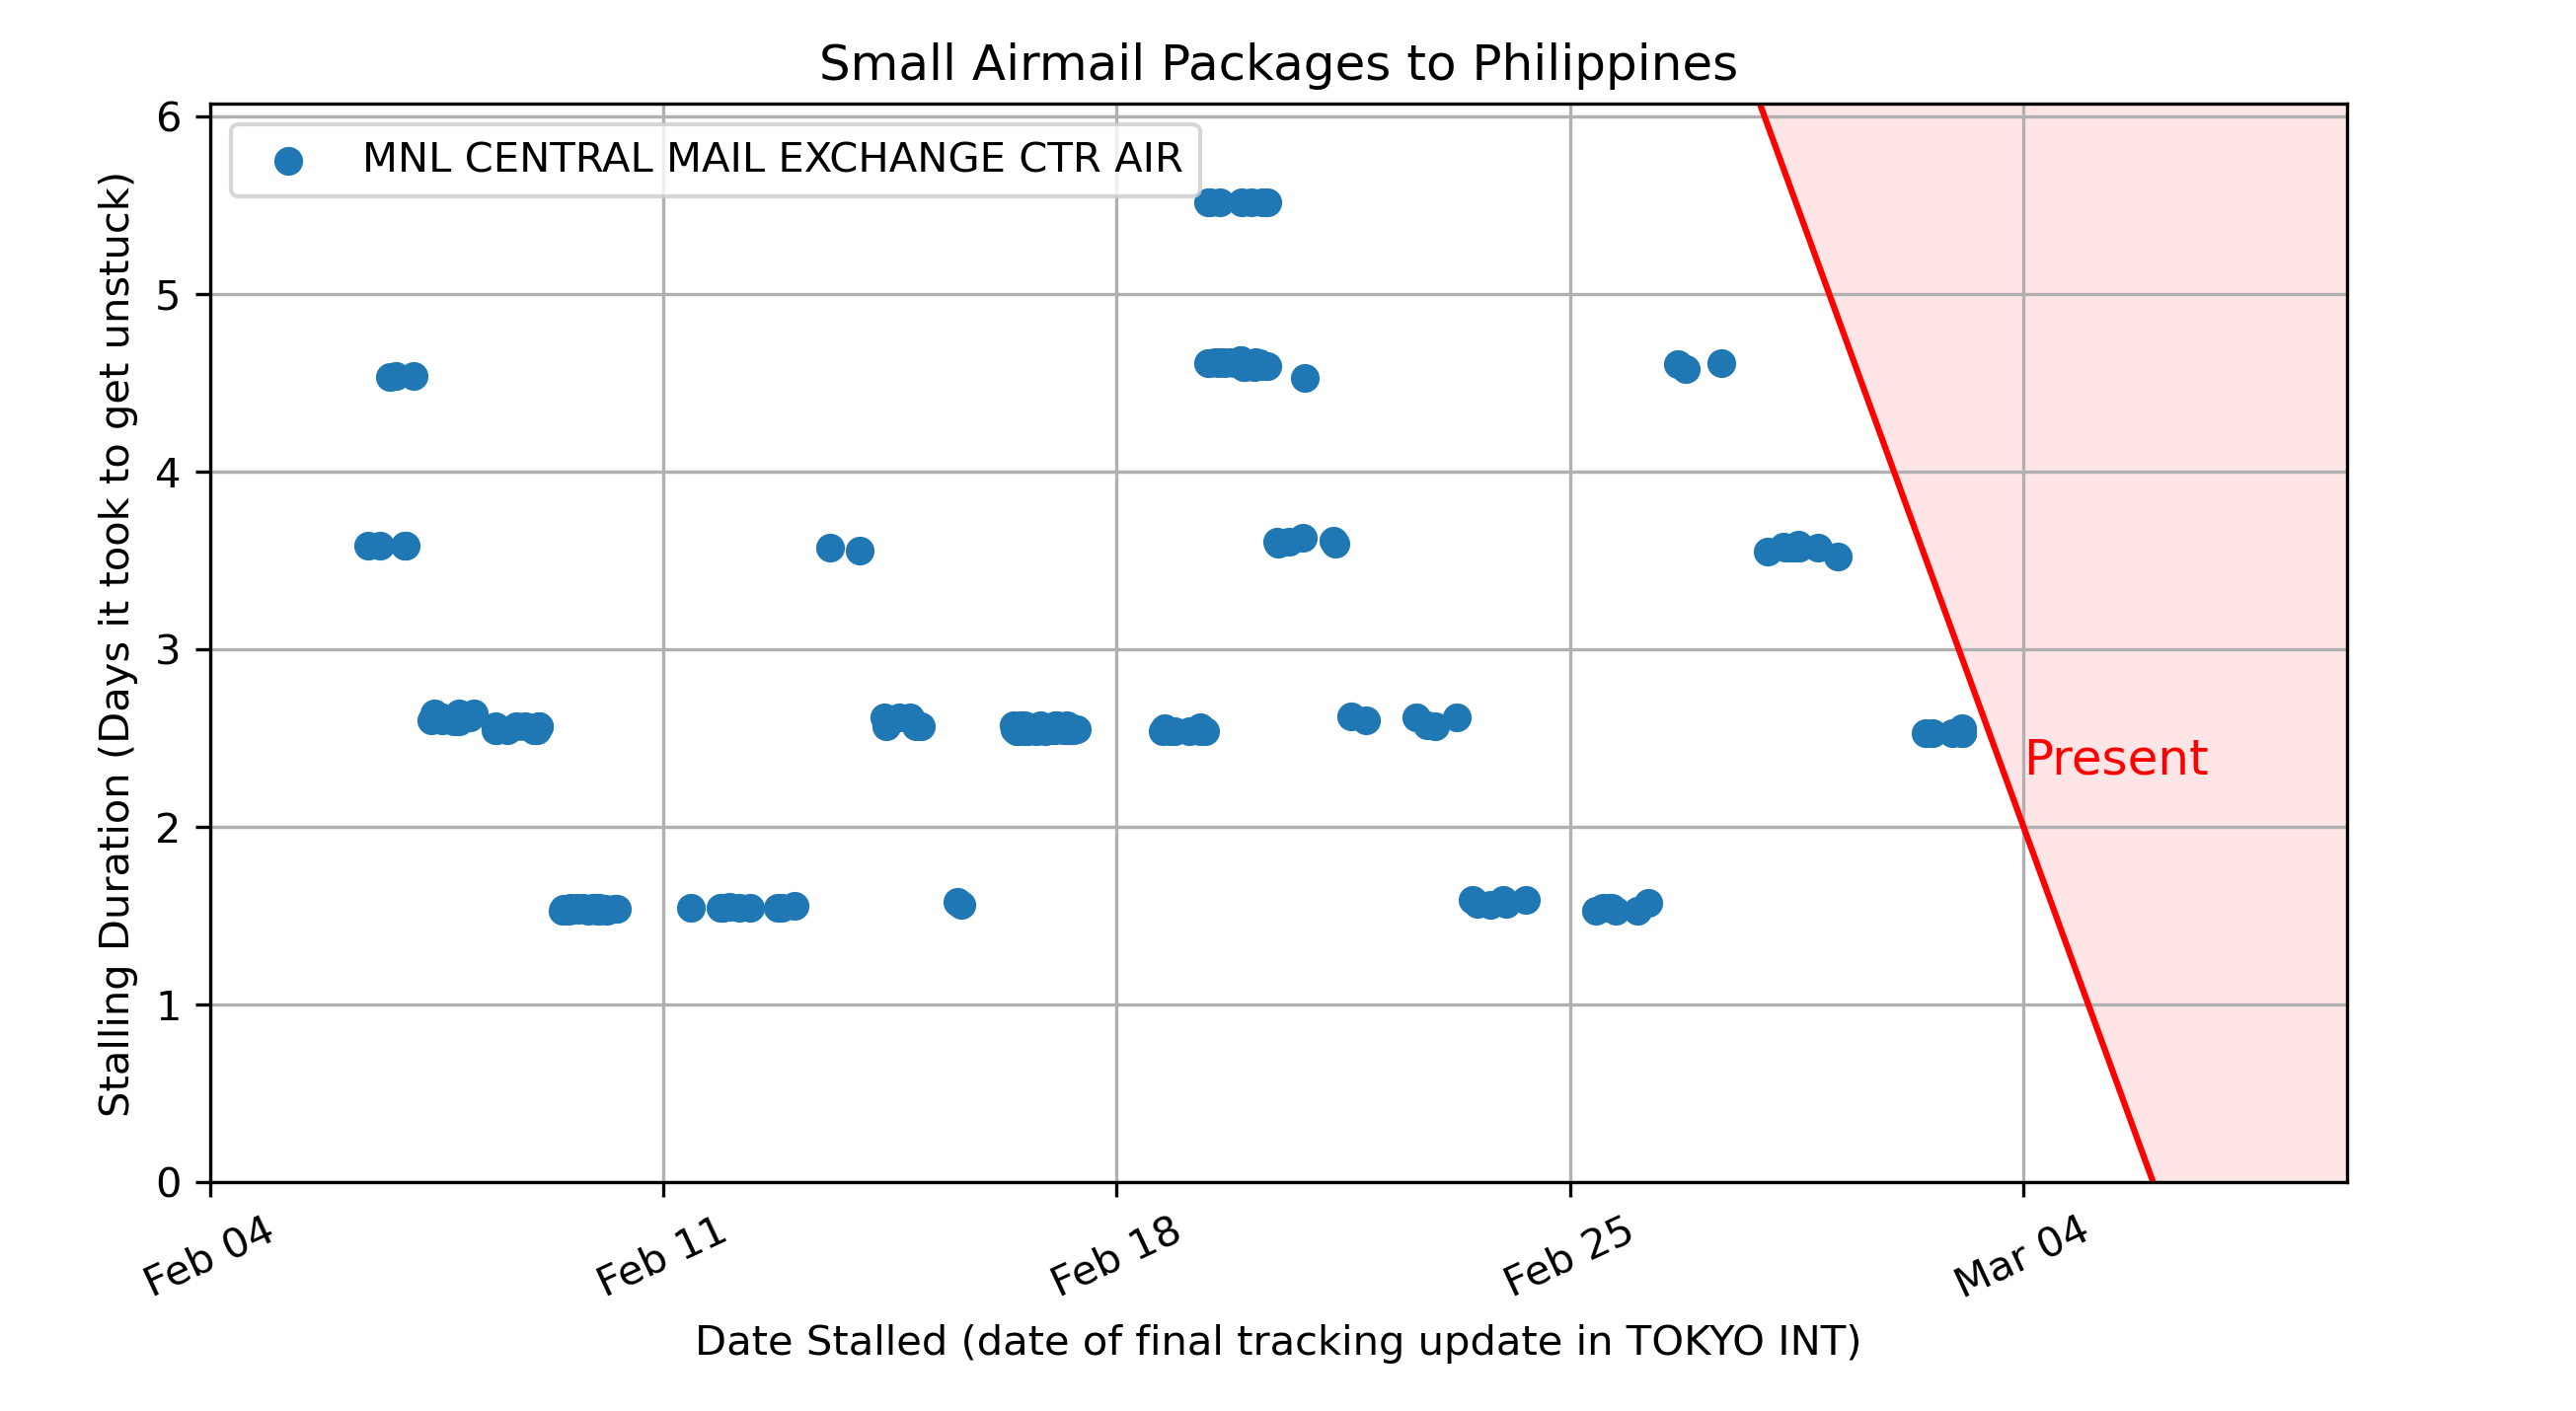 Small Airmail Packages to Philippines
MNL CENTRAL MAIL EXCHANGE CTR AIR
Stalling Duration (Days it took to get unstuck)
6
5
4
3
2
1
0
Present
Feb 04
Feb 11
Feb 18
Feb 25
Mar 04
Date Stalled (date of final tracking update in TOKYO INT)